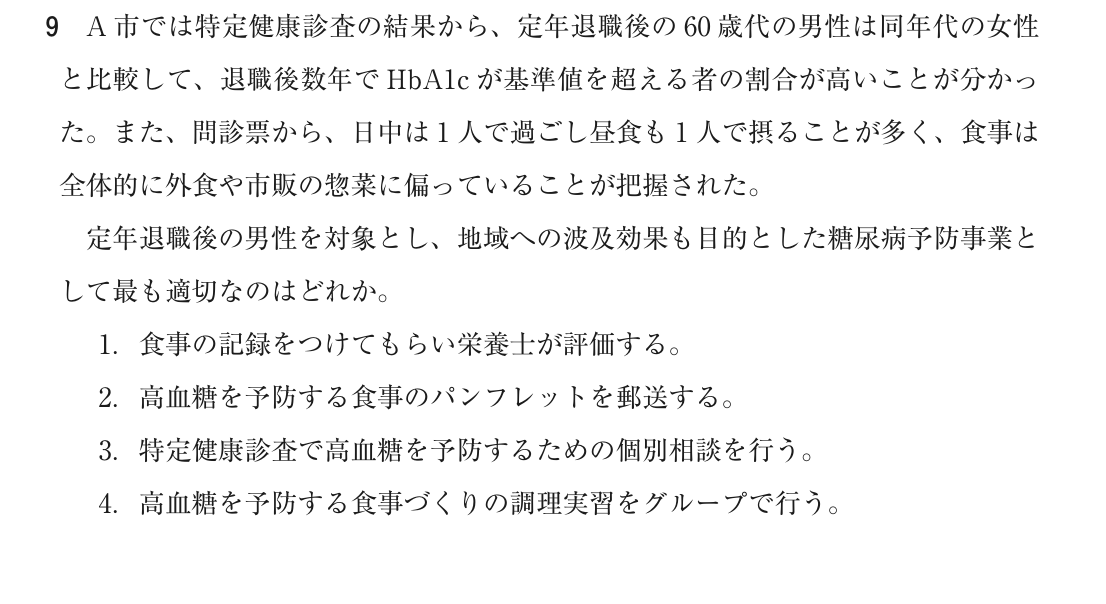 9　A 市では特定健康診査の結果から、定年退職後の 60 歳代の男性は同年代の女性
と比較して、退職後数年で HbA1c が基準値を超える者の割合が高いことが分かっ
た。また、問診票から、日中は 1 人で過ごし昼食も 1 人で摂ることが多く、食事は
全体的に外食や市販の惣菜に偏っていることが把握された。
定年退職後の男性を対象とし、地域への波及効果も目的とした糖尿病予防事業と
して最も適切なのはどれか。
1. 食事の記録をつけてもらい栄養士が評価する。
2. 高血糖を予防する食事のパンフレットを郵送する。
3. 特定健康診査で高血糖を予防するための個別相談を行う。
4. 高血糖を予防する食事づくりの調理実習をグループで行う。